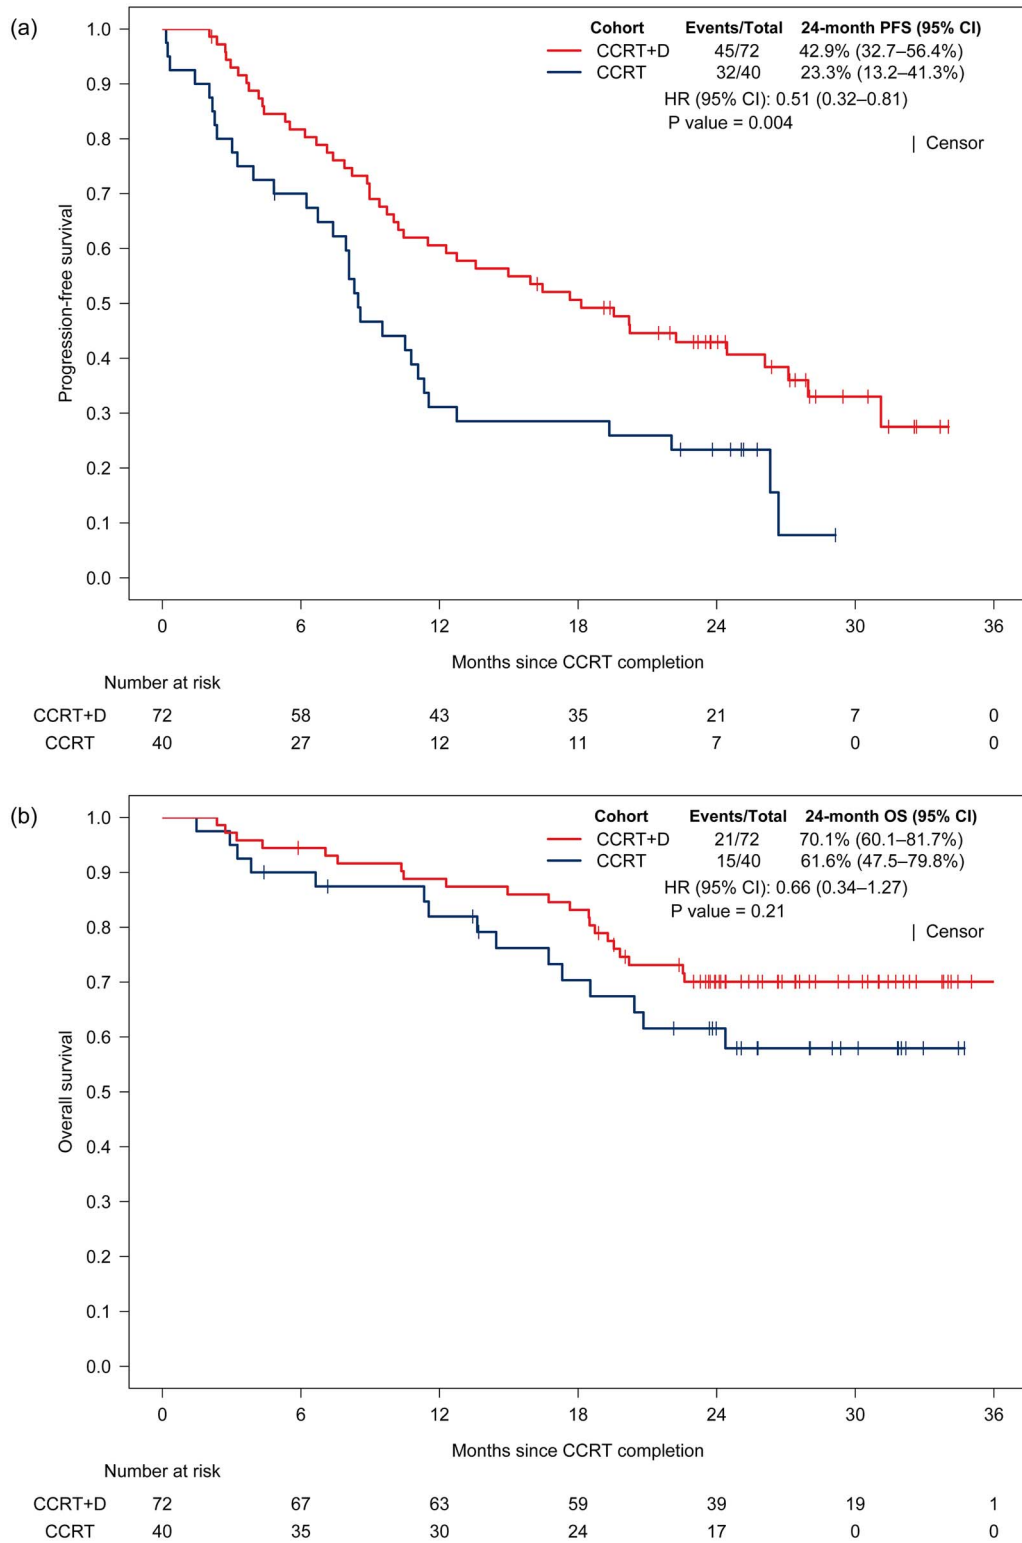 (a)
Cohort Events/Total 24-month PFS (95% CI)
CCRT+D 45/72 42.9% (32.7–56.4%)
CCRT 32/40 23.3% (13.2–41.3%)
HR (95% CI): 0.51 (0.32–0.81)
P value = 0.004
| Censor
1.0
0.9
0.8
0.7
0.6
0.5
0.4
0.3
0.2
0.1
0.0
Progression-free survival
0 6 12 18 24 30 36
Months since CCRT completion
Number at risk
CCRT+D 72 58 43 35 21 7 0
CCRT 40 27 12 11 7 0 0
(b)
Cohort Events/Total 24-month OS (95% CI)
CCRT+D 21/72 70.1% (60.1–81.7%)
CCRT 15/40 61.6% (47.5–79.8%)
HR (95% CI): 0.66 (0.34–1.27)
P value = 0.21
| Censor
1.0
0.9
0.8
0.7
0.6
0.5
0.4
0.3
0.2
0.1
0.0
Overall survival
0 6 12 18 24 30 36
Months since CCRT completion
Number at risk
CCRT+D 72 67 63 59 39 19 1
CCRT 40 35 30 24 17 0 0